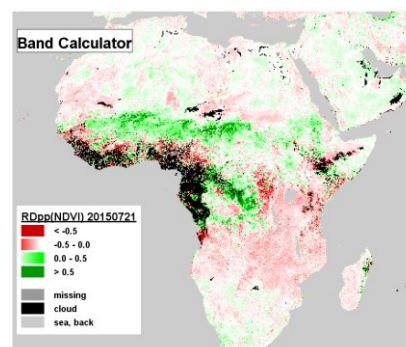 Band Calculator
RDpp(NDVI) 20150721
< -0.5
-0.5 - 0.0
0.0 - 0.5
> 0.5
missing
cloud
sea, back